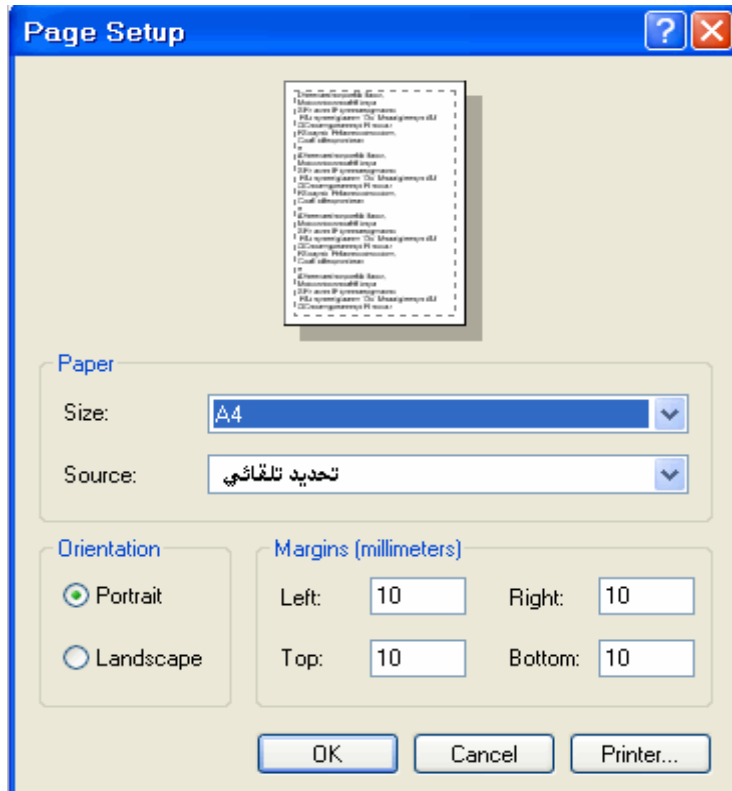 Page Setup
Paper
Size: A4
Source: تحديد تلقائي
Orientation
Portrait
Landscape
Margins (millimeters)
Left: 10 Right: 10
Top: 10 Bottom: 10
OK Cancel Printer...